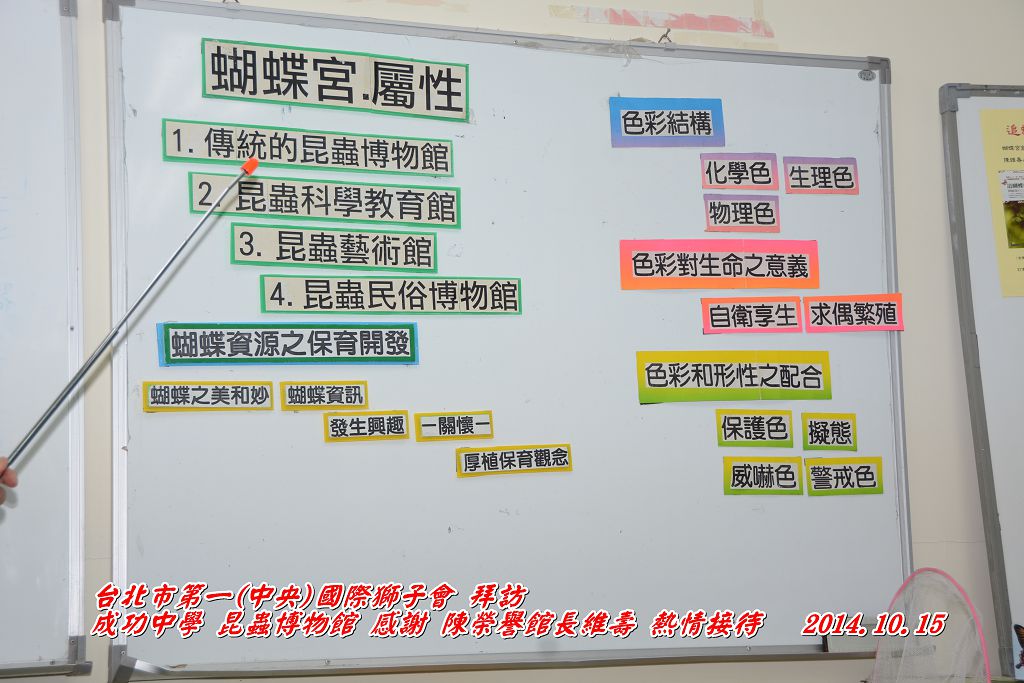 蝴蝶宮.屬性
1. 傳統的昆蟲博物館
2. 昆蟲科學教育館
3. 昆蟲藝術館
4. 昆蟲民俗博物館
蝴蝶資源之保育開發
蝴蝶之美和妙 蝴蝶資訊
發生興趣 －關懷－
厚植保育觀念
色彩結構
化學色 生理色
物理色
色彩對生命之意義
自衛享生 求偶繁殖
色彩和形性之配合
保護色 擬態
威嚇色 警戒色
台北市第一(中央)國際獅子會 拜訪
成功中學 昆蟲博物館 感謝 陳榮譽館長維壽 熱情接待 2014.10.15